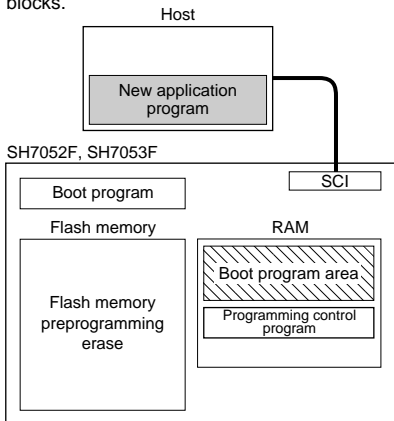 blocks.
Host
New application
program
SH7052F, SH7053F
SCI
Boot program
Flash memory
RAM
Boot program area
Flash memory
preprogramming
erase
Programming control
program